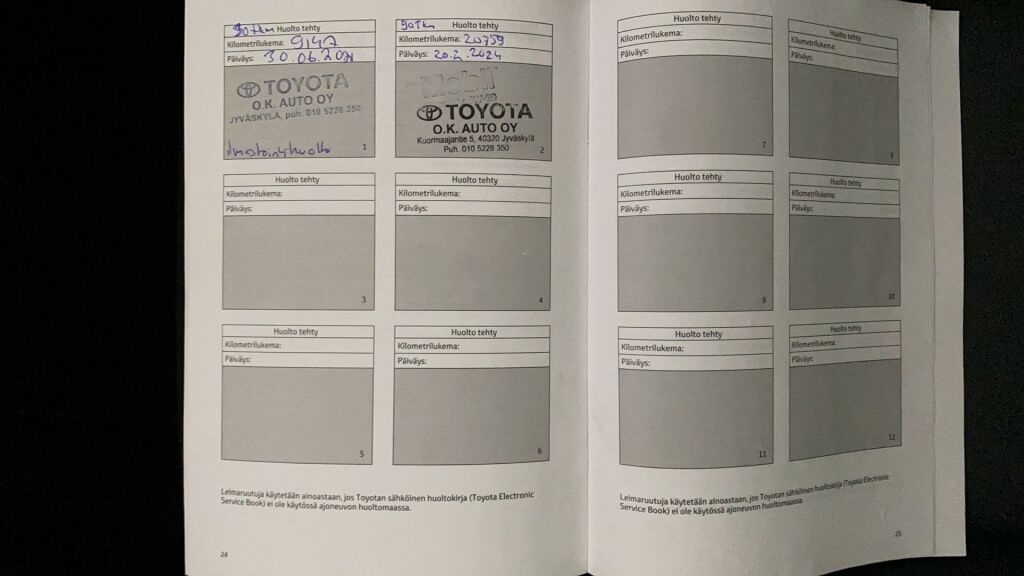 30tkm Huolto tehty
Kilometrilukema: 9147
Päiväys: 30.06.2021
TOYOTA
O.K. AUTO OY
JYVÄSKYLÄ, puh. 010 5228 350
1
90Tkm Huolto tehty
Kilometrilukema: 20759
Päiväys: 20.2.2024
Mobil
TOYOTA
O.K. AUTO OY
Kuormaajantie 5, 40320 Jyväskylä
Puh. 010 5228 350
2
Huolto tehty
Kilometrilukema:
Päiväys:
3
Huolto tehty
Kilometrilukema:
Päiväys:
4
Huolto tehty
Kilometrilukema:
Päiväys:
5
Huolto tehty
Kilometrilukema:
Päiväys:
6
Leimaruutuja käytetään ainoastaan, jos Toyotan sähköinen huoltokirja (Toyota Electronic
Service Book) ei ole käytössä ajoneuvon huoltomaassa.
24
Huolto tehty
Kilometrilukema:
Päiväys:
7
Huolto tehty
Kilometrilukema:
Päiväys:
8
Huolto tehty
Kilometrilukema:
Päiväys:
9
Huolto tehty
Kilometrilukema:
Päiväys:
10
Huolto tehty
Kilometrilukema:
Päiväys:
11
Huolto tehty
Kilometrilukema:
Päiväys:
12
Leimaruutuja käytetään ainoastaan, jos Toyotan sähköinen huoltokirja (Toyota Electronic
Service Book) ei ole käytössä ajoneuvon huoltomaassa.
25